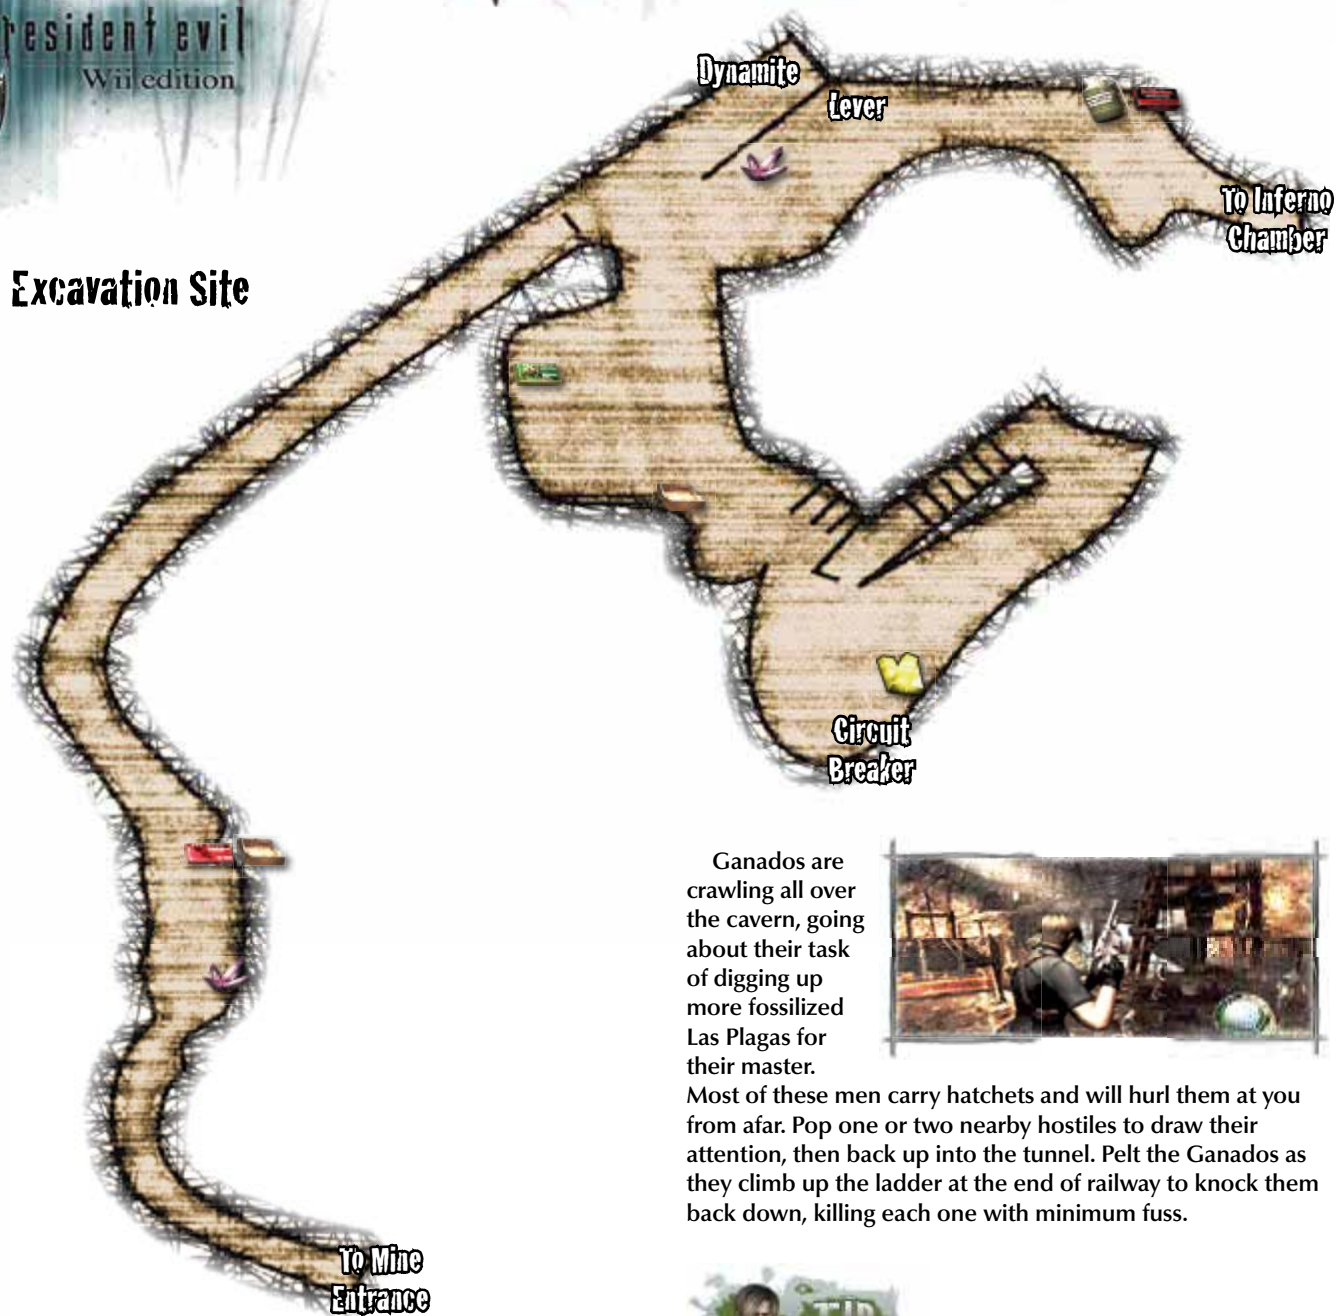 resident evil
Wii edition
Dynamite
Lever
To Inferno
Chamber
Excavation Site
Circuit
Breaker
To Mine
Entrance
Ganados are
crawling all over
the cavern, going
about their task
of digging up
more fossilized
Las Plagas for
their master.
Most of these men carry hatchets and will hurl them at you
from afar. Pop one or two nearby hostiles to draw their
attention, then back up into the tunnel. Pelt the Ganados as
they climb up the ladder at the end of railway to knock them
back down, killing each one with minimum fuss.
TIP